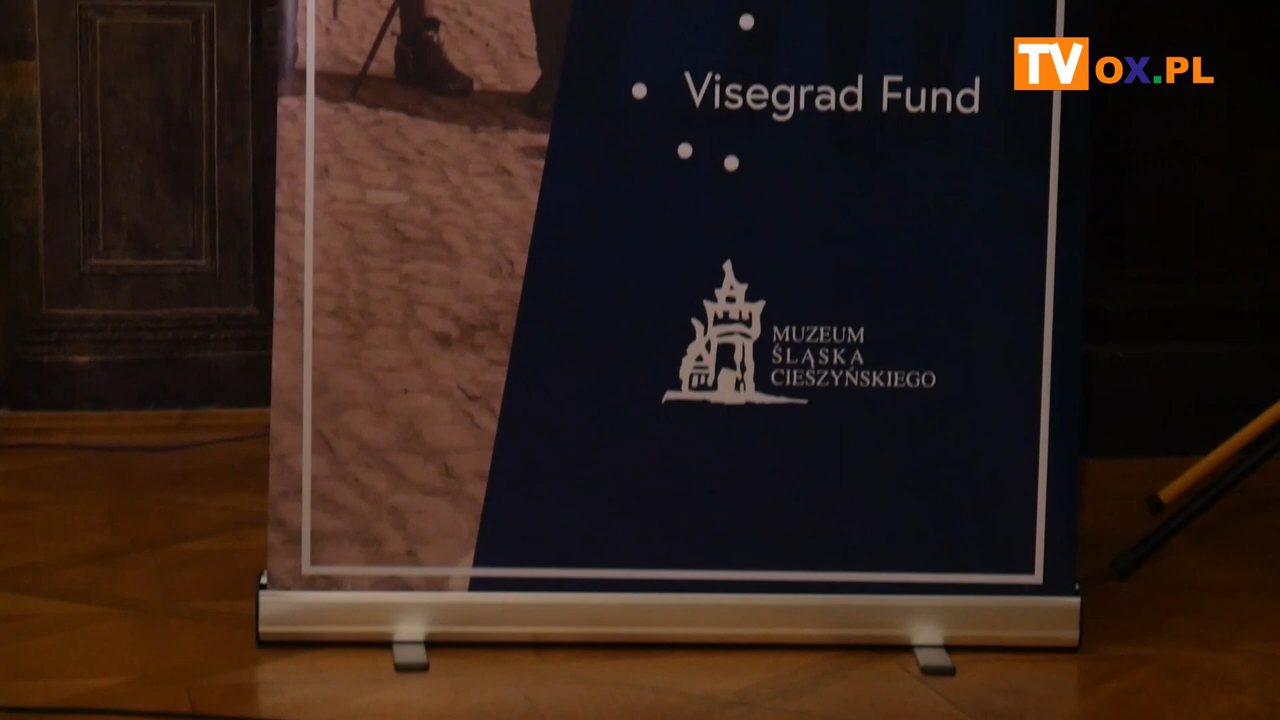 TVOX.PL
Visegrad Fund
MUZEUM
ŚLĄSKA
CIESZYŃSKIEGO